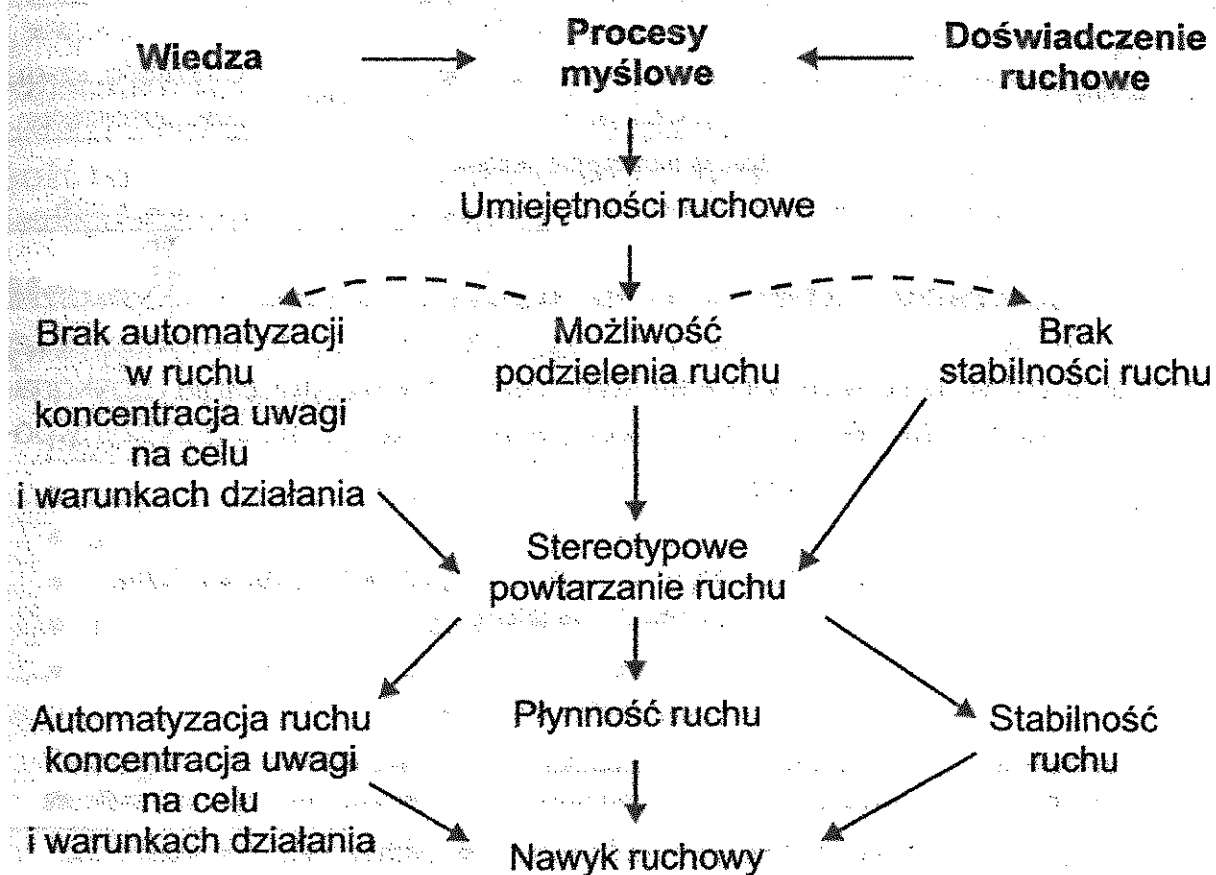 Wiedza
Procesy
myślowe
Doświadczenie
ruchowe
Umiejętności ruchowe
Brak automatyzacji
w ruchu
koncentracja uwagi
na celu
i warunkach działania
Możliwość
podzielenia ruchu
Brak
stabilności ruchu
Stereotypowe
powtarzanie ruchu
Automatyzacja ruchu
koncentracja uwagi
na celu
i warunkach działania
Płynność ruchu
Stabilność
ruchu
Nawyk ruchowy